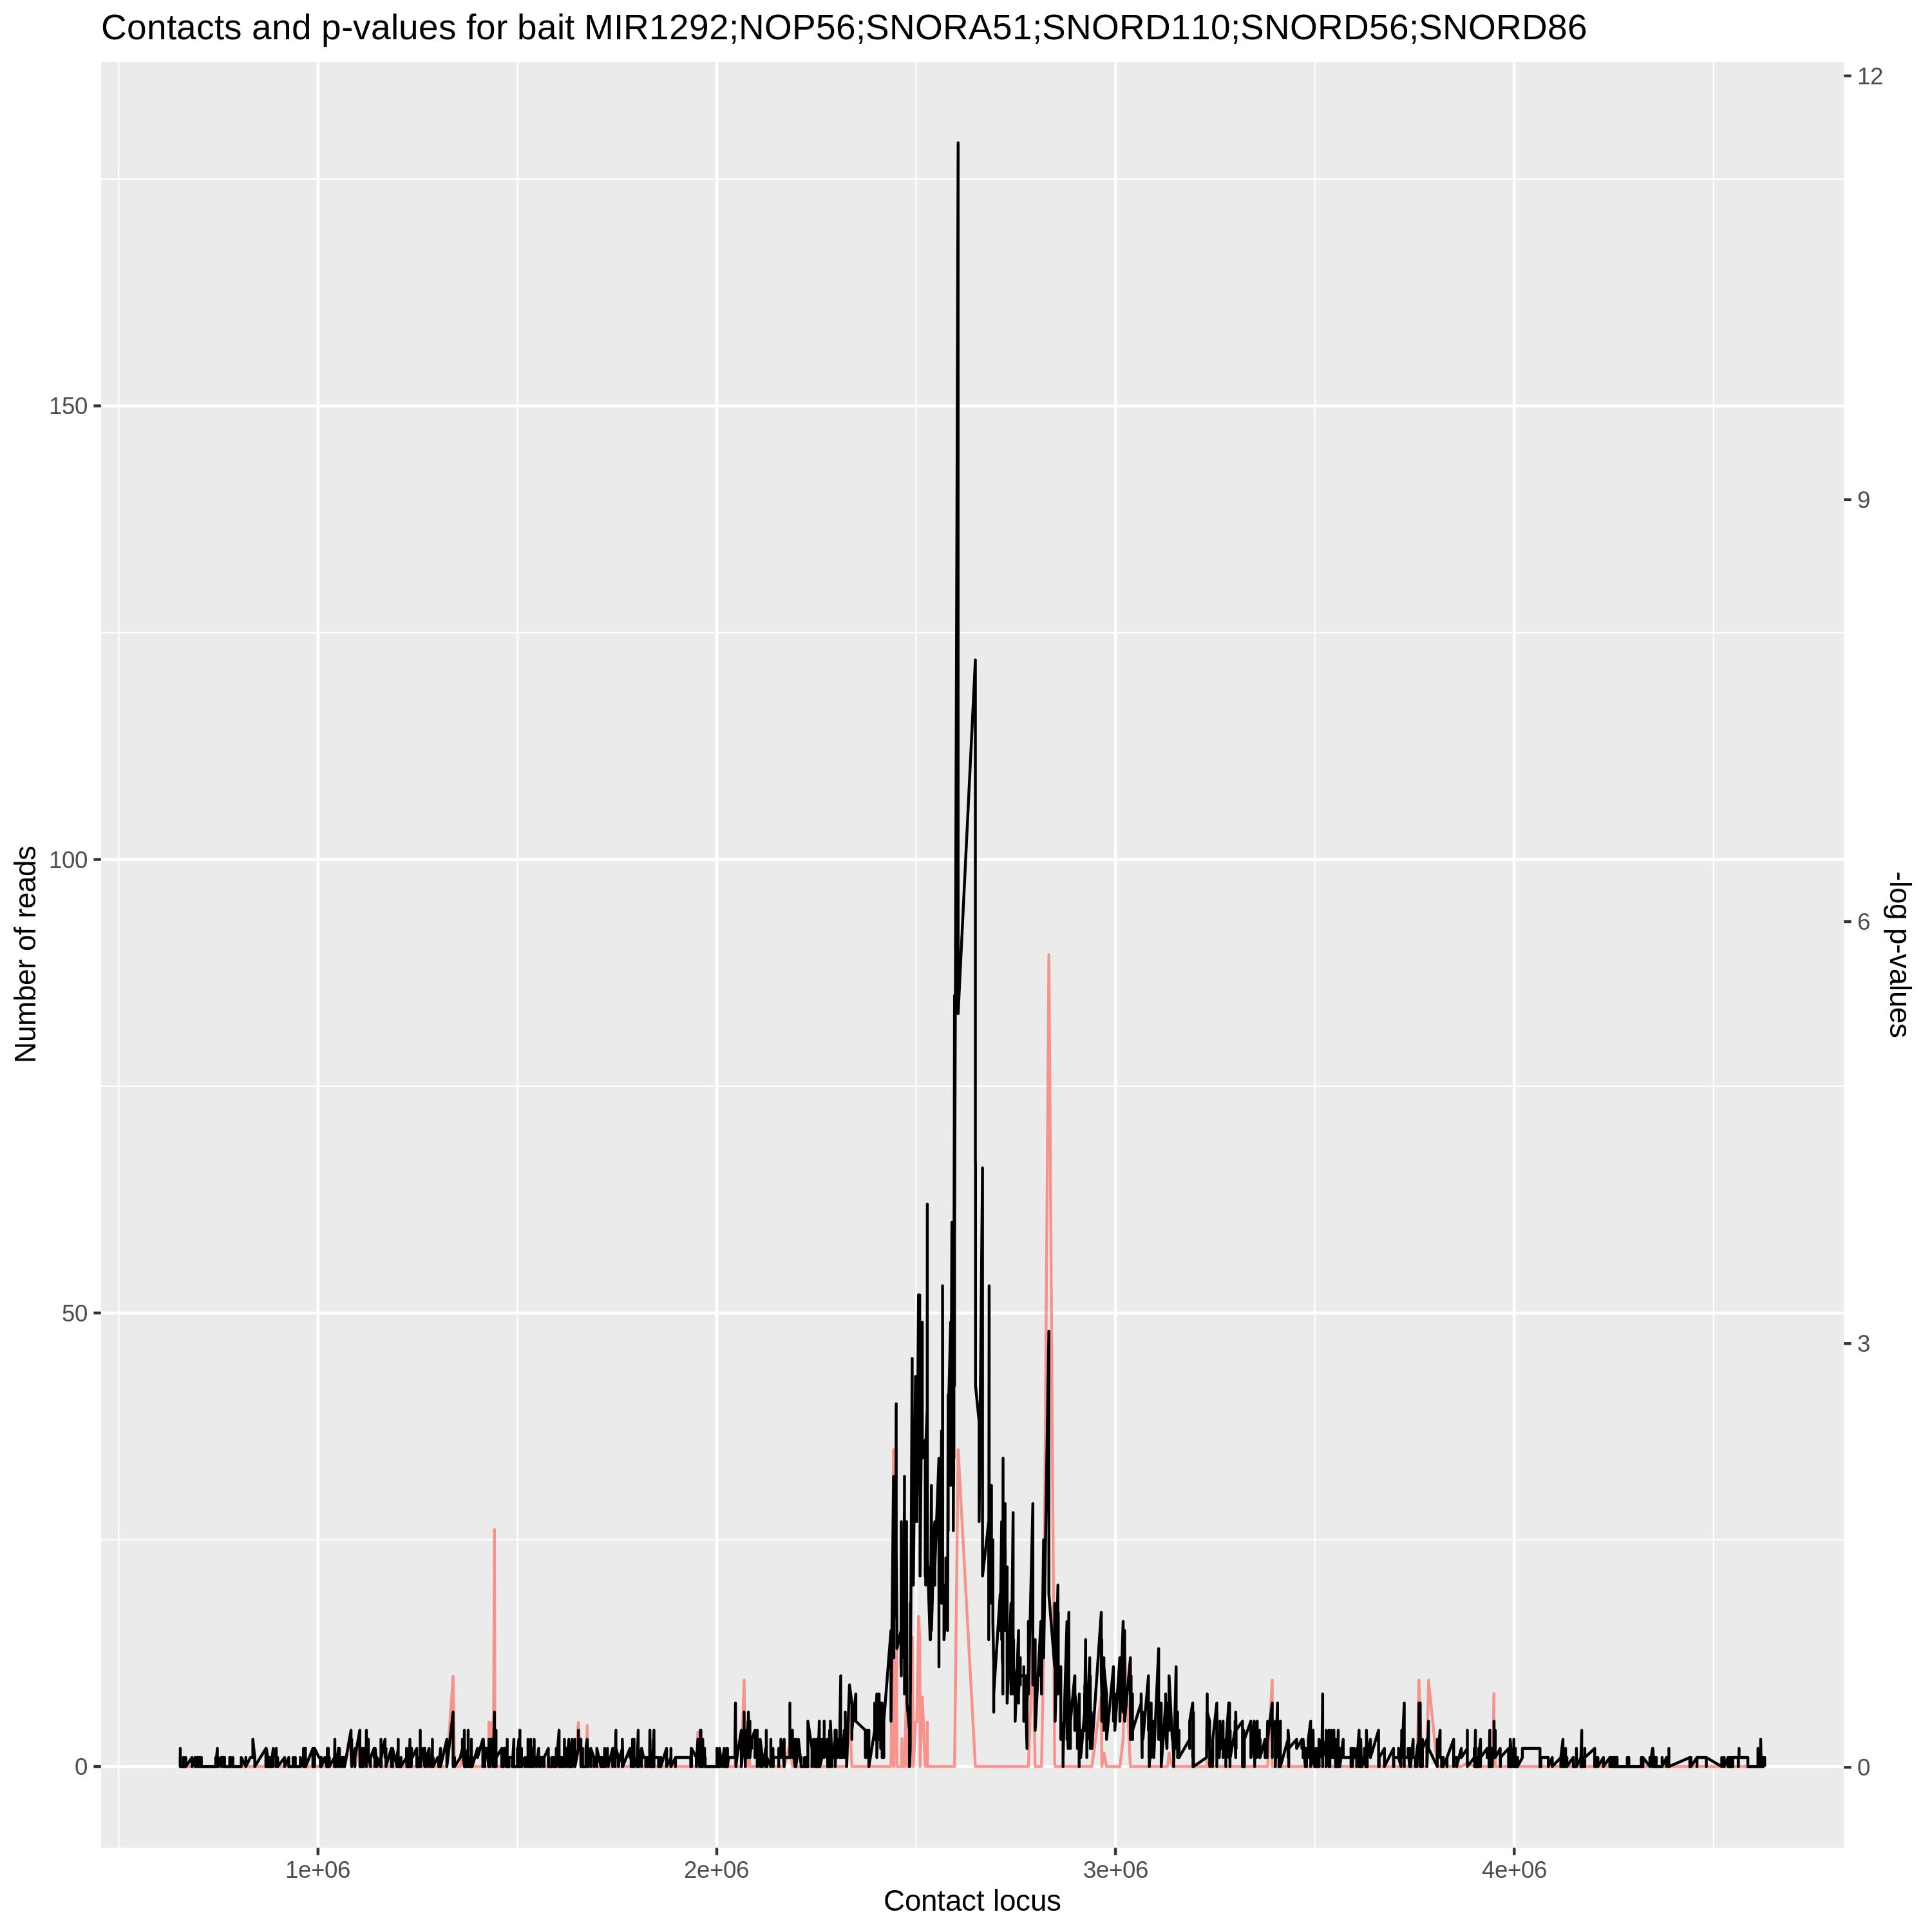 Contacts and p-values for bait MIR1292;NOP56;SNORA51;SNORD110;SNORD56;SNORD86
150
100
50
0
Number of reads
12
9
6
3
0
-log p-values
1e+06
2e+06
3e+06
4e+06
Contact locus